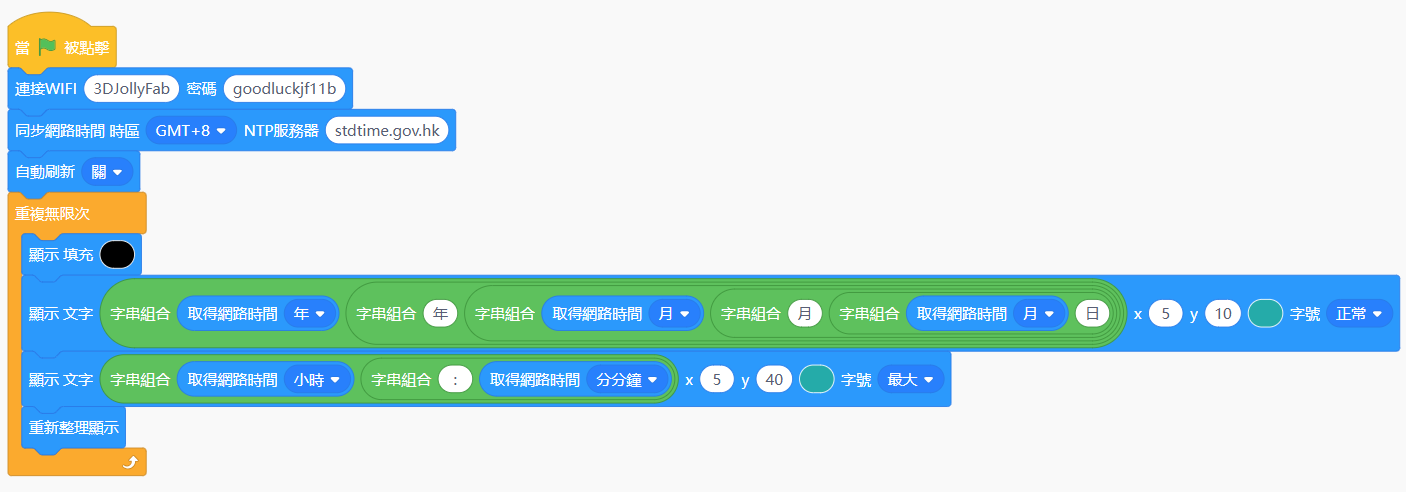 當 被點擊
連接WIFI 3DJollyFab 密碼 goodluckjf11b
同步網路時間 時區 GMT+8 NTP服務器 stdtime.gov.hk
自動刷新 關
重複無限次
顯示 填充
顯示 文字 字串組合 取得網路時間 年 字串組合 年 字串組合 取得網路時間 月 字串組合 月 字串組合 取得網路時間 月 日 x 5 y 10 字號 正常
顯示 文字 字串組合 取得網路時間 小時 字串組合 : 取得網路時間 分分鐘 x 5 y 40 字號 最大
重新整理顯示